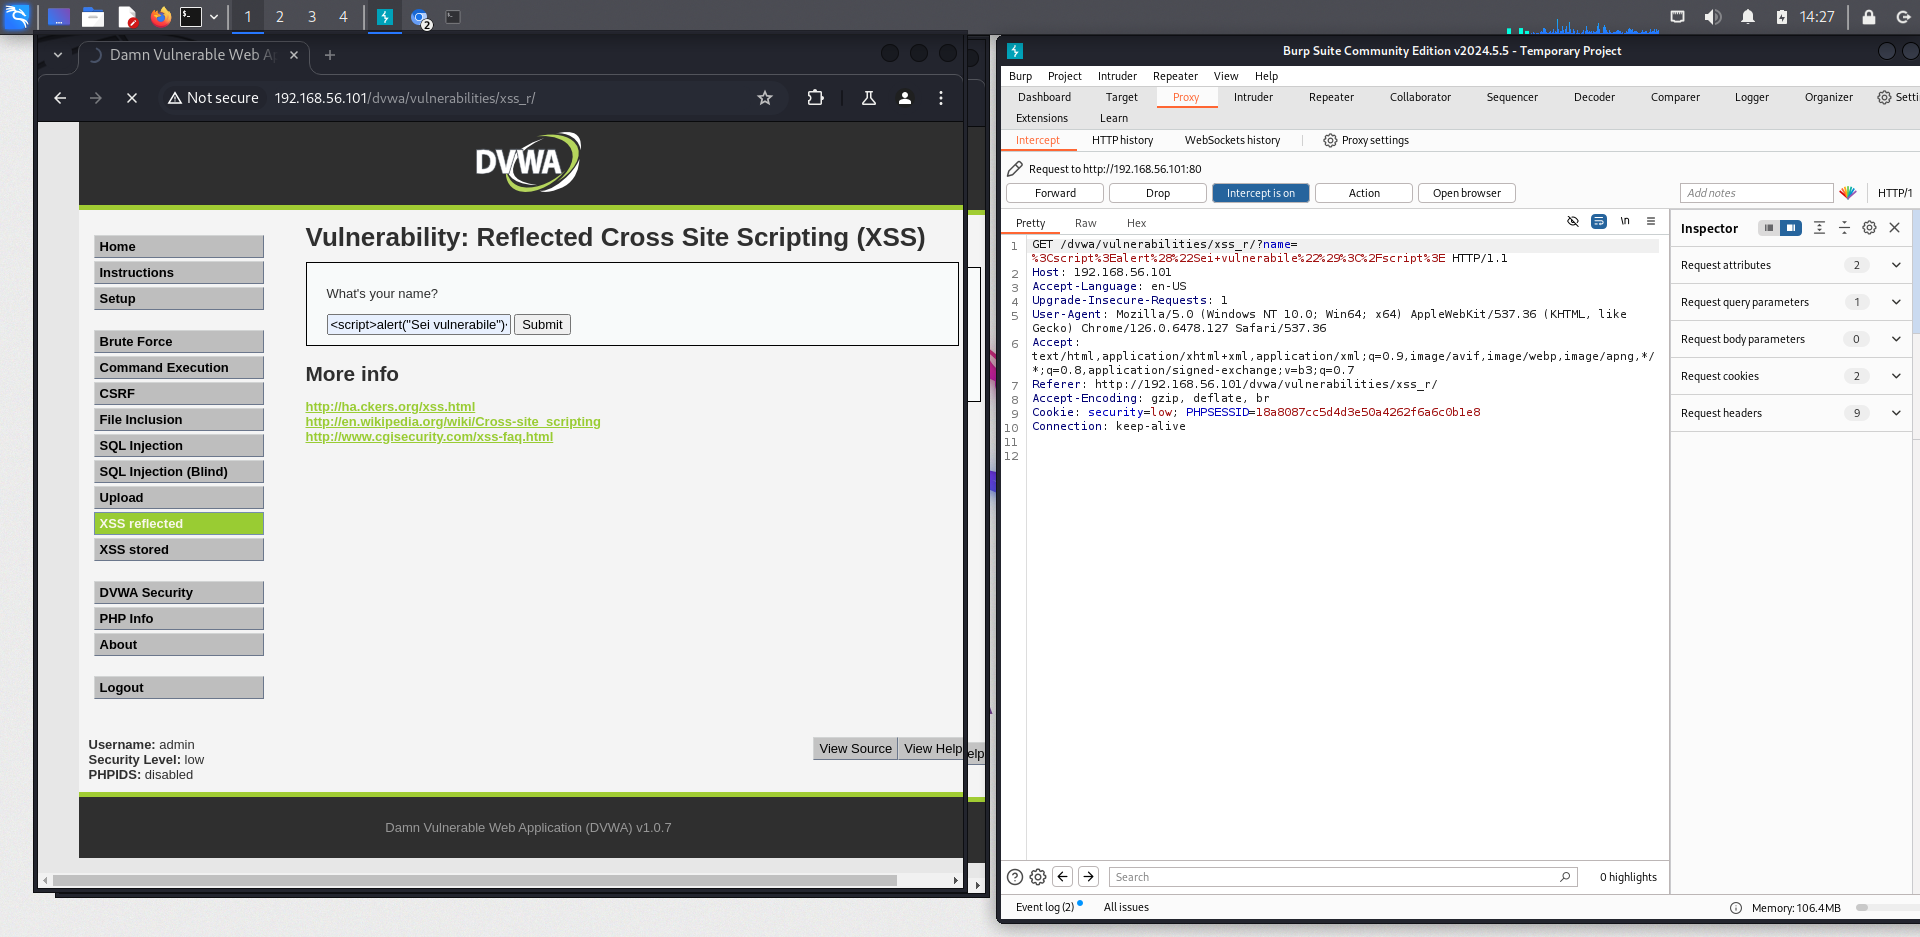 1 2 3 4
2
14:27
Damn Vulnerable Web Ap
Not secure 192.168.56.101/dvwa/vulnerabilities/xss_r/
DVWA
Home
Instructions
Setup
Brute Force
Command Execution
CSRF
File Inclusion
SQL Injection
SQL Injection (Blind)
Upload
XSS reflected
XSS stored
DVWA Security
PHP Info
About
Logout
Vulnerability: Reflected Cross Site Scripting (XSS)
What's your name?
<script>alert("Sei vulnerabile") Submit
More info
http://ha.ckers.org/xss.html
http://en.wikipedia.org/wiki/Cross-site_scripting
http://www.cgisecurity.com/xss-faq.html
Username: admin
Security Level: low
PHPIDS: disabled
View Source View Help
elp
Damn Vulnerable Web Application (DVWA) v1.0.7
Burp Suite Community Edition v2024.5.5 - Temporary Project
Burp Project Intruder Repeater View Help
Dashboard Target Proxy Intruder Repeater Collaborator Sequencer Decoder Comparer Logger Organizer Setti
Extensions Learn
Intercept HTTP history WebSockets history Proxy settings
Request to http://192.168.56.101:80
Forward Drop Intercept is on Action Open browser Add notes HTTP/1
Pretty Raw Hex \n
1 GET /dvwa/vulnerabilities/xss_r/?name=
%3Cscript%3Ealert%28%22Sei+vulnerabile%22%29%3C%2Fscript%3E HTTP/1.1
2 Host: 192.168.56.101
3 Accept-Language: en-US
4 Upgrade-Insecure-Requests: 1
5 User-Agent: Mozilla/5.0 (Windows NT 10.0; Win64; x64) AppleWebKit/537.36 (KHTML, like
Gecko) Chrome/126.0.6478.127 Safari/537.36
6 Accept:
text/html,application/xhtml+xml,application/xml;q=0.9,image/avif,image/webp,image/apng,*/
*;q=0.8,application/signed-exchange;v=b3;q=0.7
7 Referer: http://192.168.56.101/dvwa/vulnerabilities/xss_r/
8 Accept-Encoding: gzip, deflate, br
9 Cookie: security=low; PHPSESSID=18a8087cc5d4d3e50a4262f6a6c0b1e8
10 Connection: keep-alive
11
12
Inspector
Request attributes 2
Request query parameters 1
Request body parameters 0
Request cookies 2
Request headers 9
Search 0 highlights
Event log (2) All issues Memory: 106.4MB